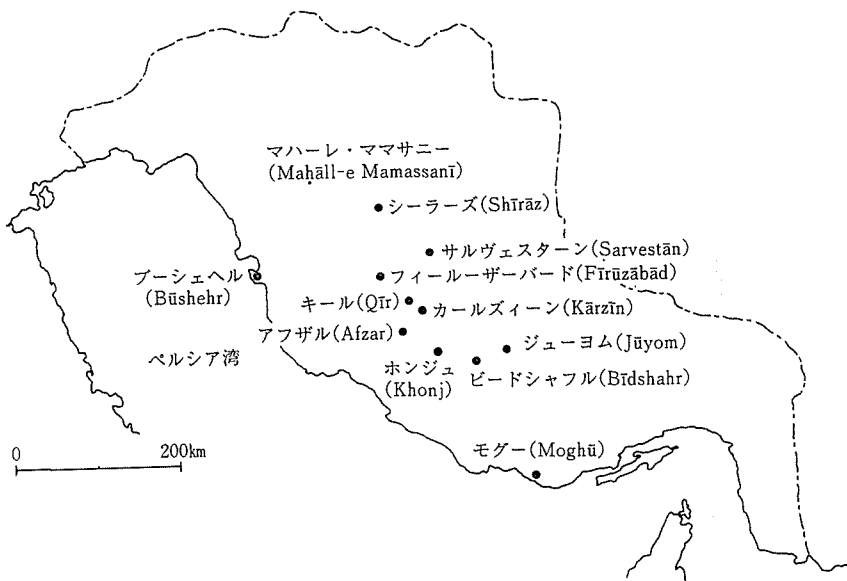 マハーレ・ママサニー
(Maḥāll-e Mamassanī)
シーラーズ(Shīrāz)
サルヴェスターン(Sarvestān)
ブーシェヘル
(Būshehr)
フィールーザーバード(Fīrūzābād)
キール(Qīr)
カールズィーン(Kārzīn)
アフザル(Afzar)
ペルシア湾
ジューヨム(Jūyom)
ホンジュ
(Khonj)
ビードシャフル(Bīdshahr)
0
200km
モグー(Moghū)